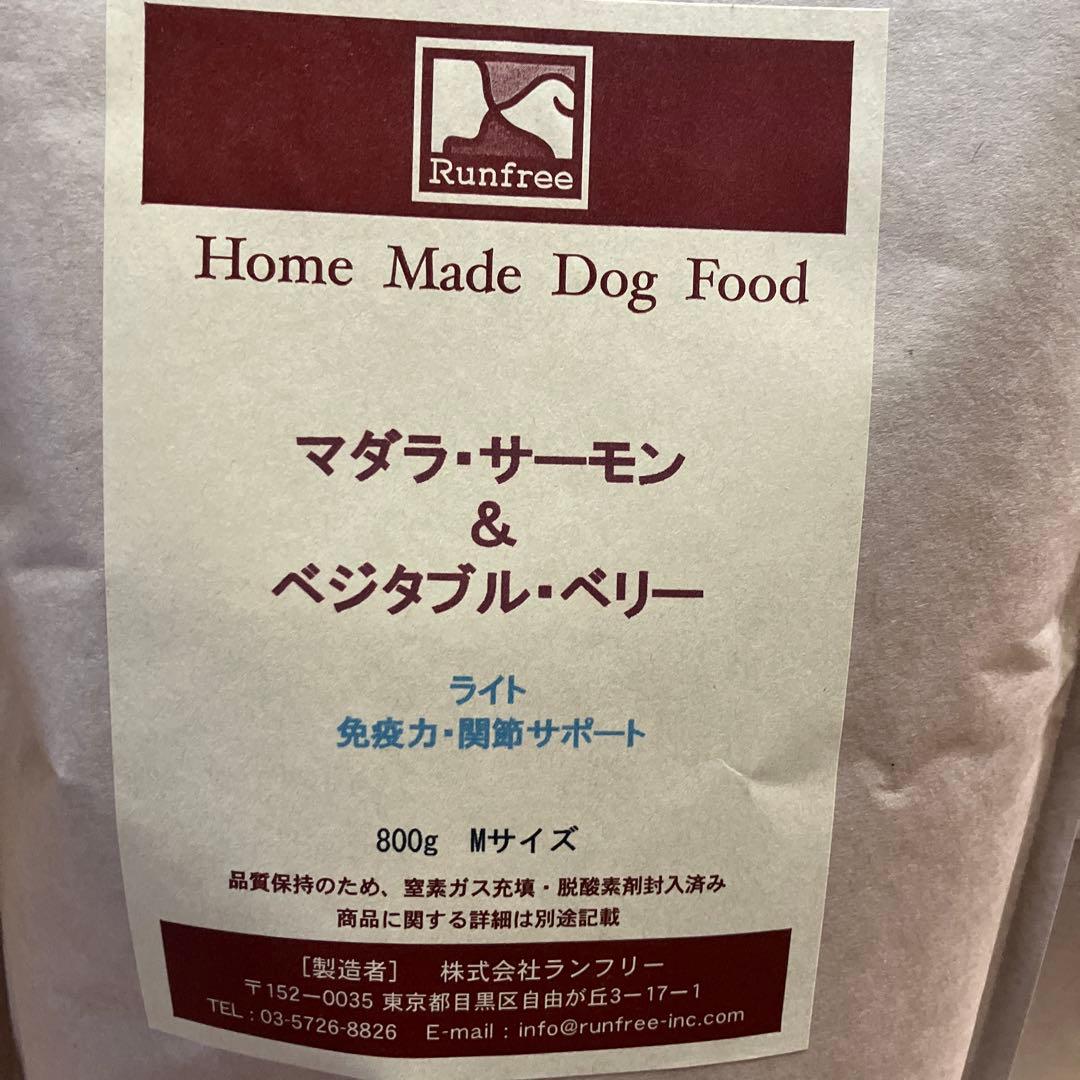 Runfree
Home Made Dog Food
マダラ・サーモン
&
ベジタブル・ベリー
ライト
免疫力・関節サポート
800g Mサイズ
品質保持のため、窒素ガス充填・脱酸素剤封入済み
商品に関する詳細は別途記載
［製造者］ 株式会社ランフリー
〒152－0035 東京都目黒区自由が丘3－17－1
TEL：03-5726-8826 E-mail：info@runfree-inc.com